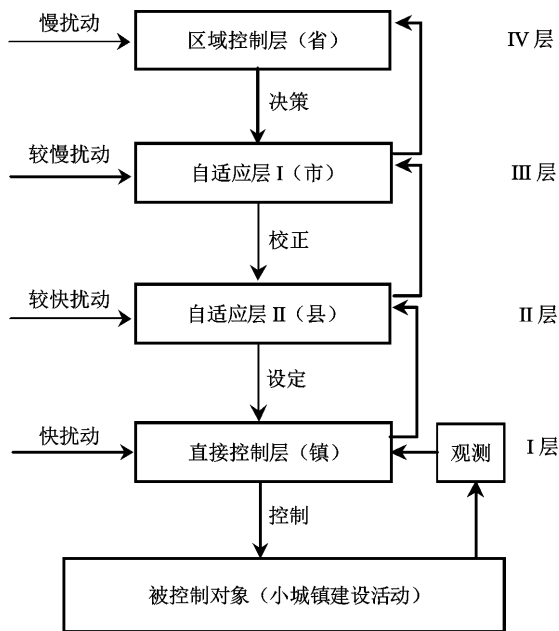 慢扰动
区域控制层（省）
IV 层
决策
较慢扰动
自适应层 I（市）
III 层
校正
较快扰动
自适应层 II（县）
II 层
设定
快扰动
直接控制层（镇）
观测
I 层
控制
被控制对象（小城镇建设活动）